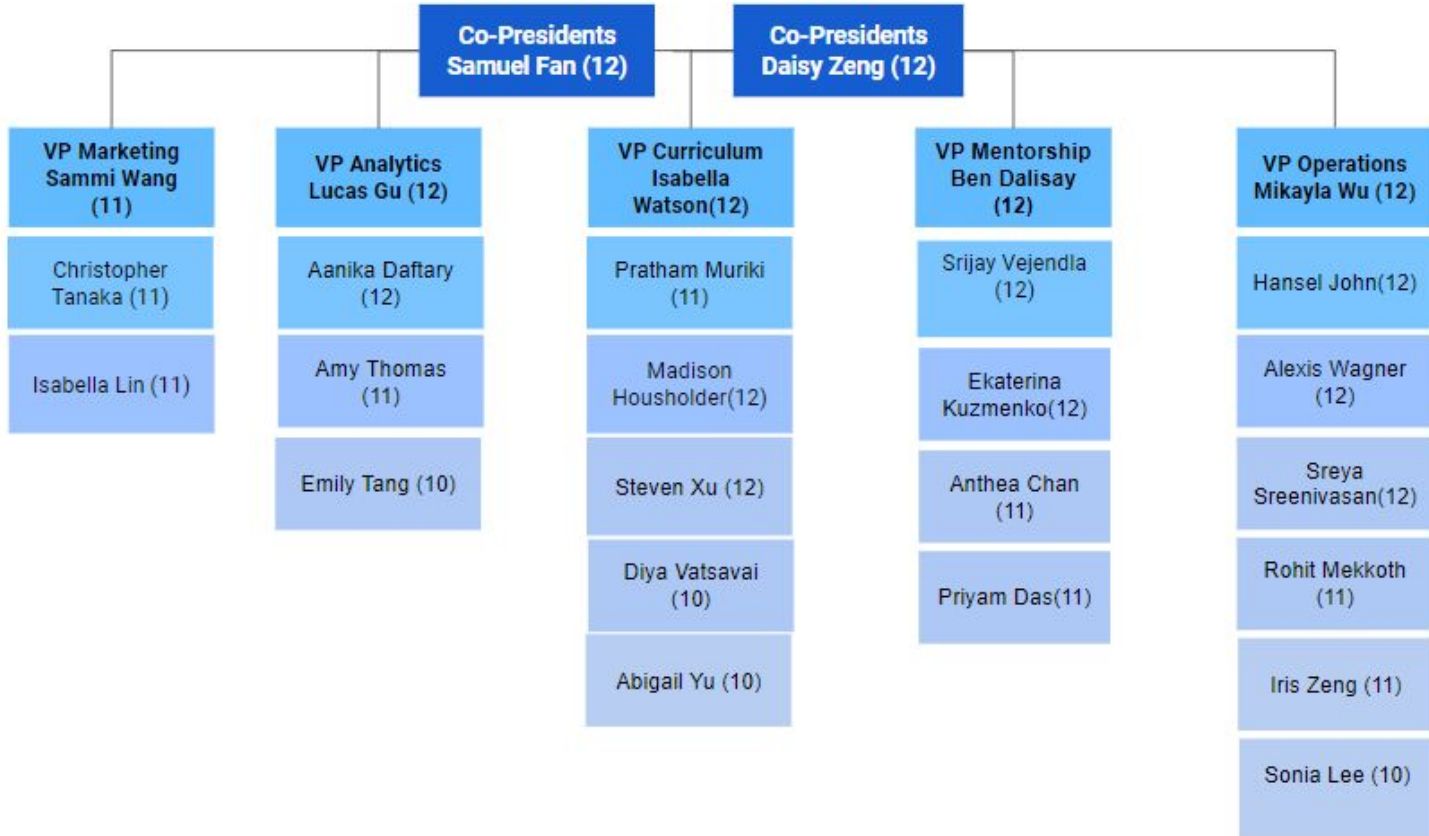 Co-Presidents
Samuel Fan (12)
Co-Presidents
Daisy Zeng (12)
VP Marketing
Sammi Wang
(11)
Christopher
Tanaka (11)
Isabella Lin (11)
VP Analytics
Lucas Gu (12)
Aanika Daftary
(12)
Amy Thomas
(11)
Emily Tang (10)
VP Curriculum
Isabella
Watson(12)
Pratham Muriki
(11)
Madison
Housholder(12)
Steven Xu (12)
Diya Vatsavai
(10)
Abigail Yu (10)
VP Mentorship
Ben Dalisay
(12)
Srijay Vejendla
(12)
Ekaterina
Kuzmenko(12)
Anthea Chan
(11)
Priyam Das(11)
VP Operations
Mikayla Wu (12)
Hansel John(12)
Alexis Wagner
(12)
Sreya
Sreenivasan(12)
Rohit Mekkoth
(11)
Iris Zeng (11)
Sonia Lee (10)